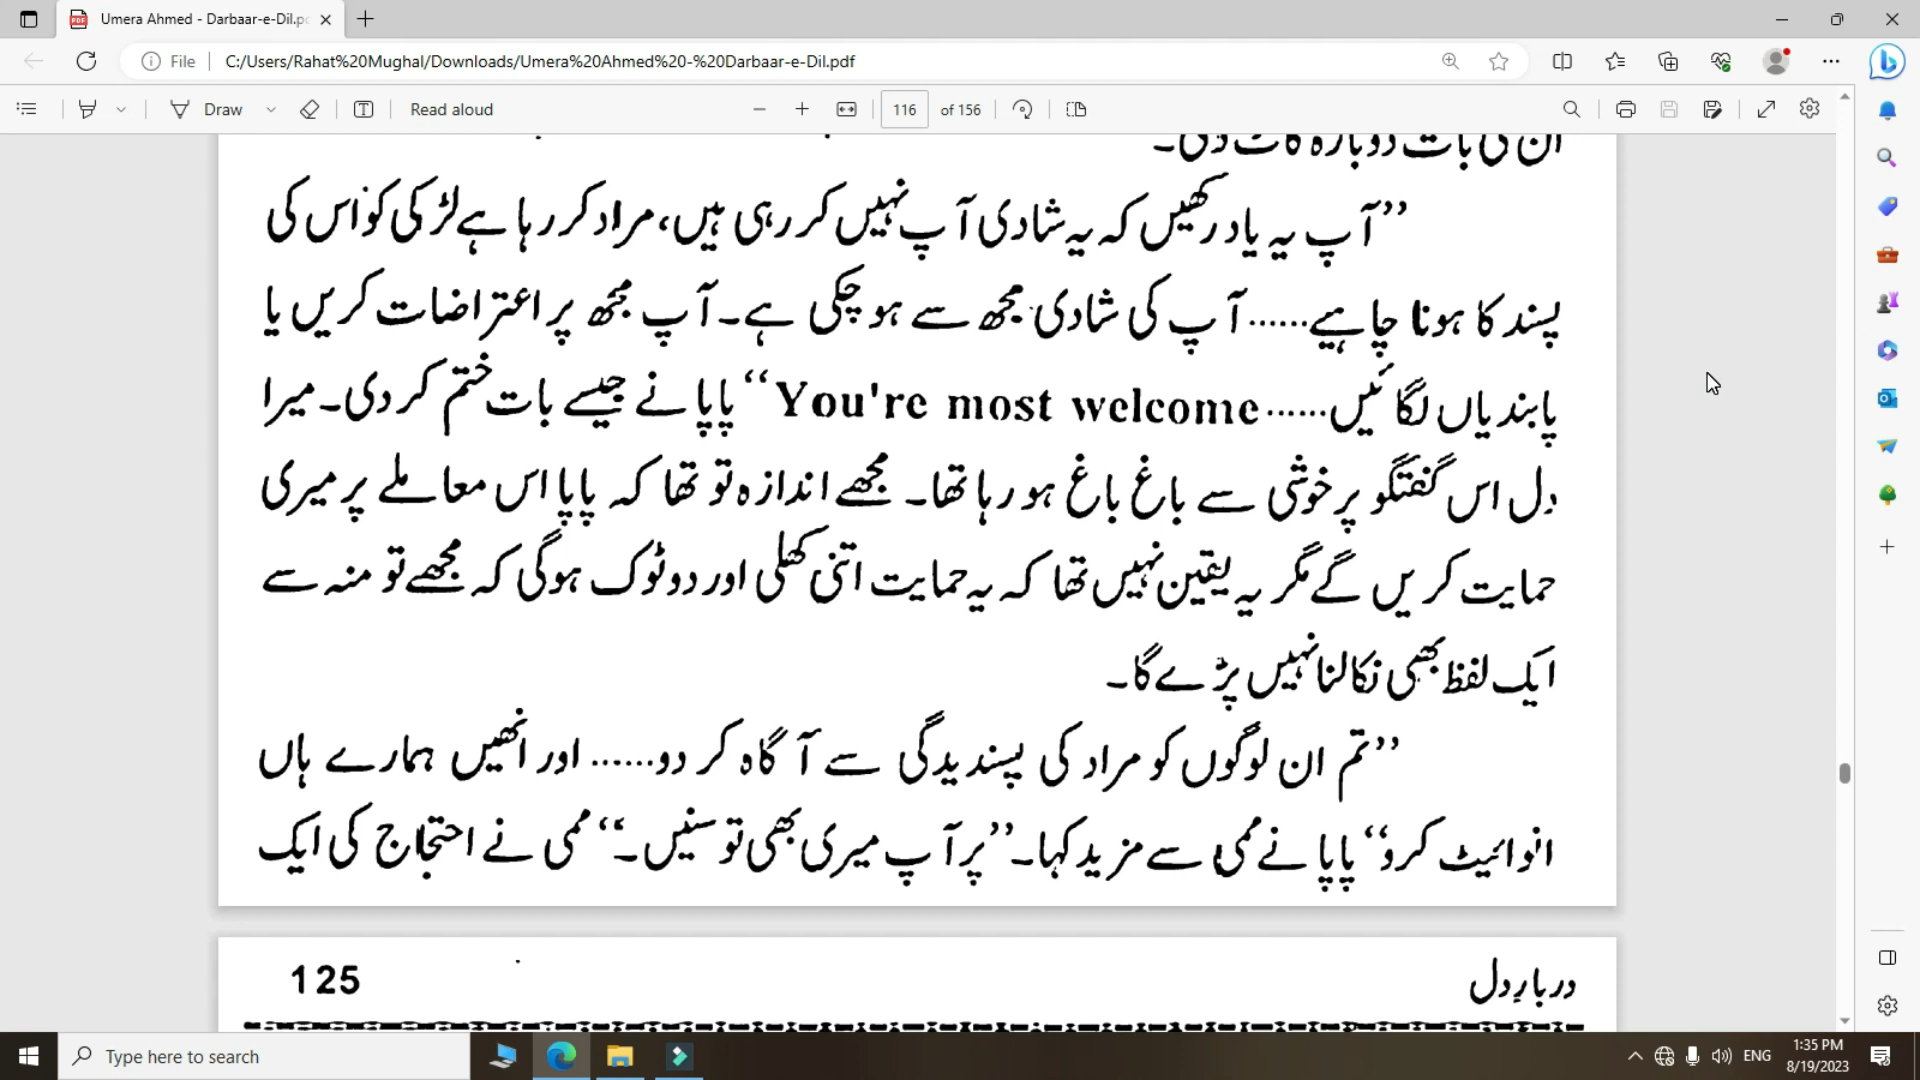 Umera Ahmed - Darbaar-e-Dil.p
File
C:/Users/Rahat%20Mughal/Downloads/Umera%20Ahmed%20-%20Darbaar-e-Dil.pdf
Draw
Read aloud
116 of 156
ان کی بات دوبارہ کاٹ دی۔
’’آپ یہ یاد رکھیں کہ یہ شادی آپ نہیں کر رہی ہیں، مراد کر رہا ہے لڑکی کو اس کی
پسند کا ہونا چاہیے......آپ کی شادی مجھ سے ہو چکی ہے۔ آپ مجھ پر اعتراضات کریں یا
پابندیاں لگائیں......You're most welcome‘‘ پاپا نے جیسے بات ختم کر دی۔ میرا
دل اس گفتگو پر خوشی سے باغ باغ ہو رہا تھا۔ مجھے اندازہ تو تھا کہ پاپا اس معاملے پر میری
حمایت کریں گے مگر یہ یقین نہیں تھا کہ یہ حمایت اتنی کھلی اور دوٹوک ہوگی کہ مجھے تو منہ سے
ایک لفظ بھی نکالنا نہیں پڑے گا۔
’’تم ان لوگوں کو مراد کی پسندیدگی سے آگاہ کر دو...... اور انھیں ہمارے ہاں
انوائیٹ کرو‘‘ پاپا نے ممی سے مزید کہا۔ ’’پر آپ میری بھی تو سنیں۔‘‘ ممی نے احتجاج کی ایک
دربارِدل 125
Type here to search
ENG
1:35 PM
8/19/2023